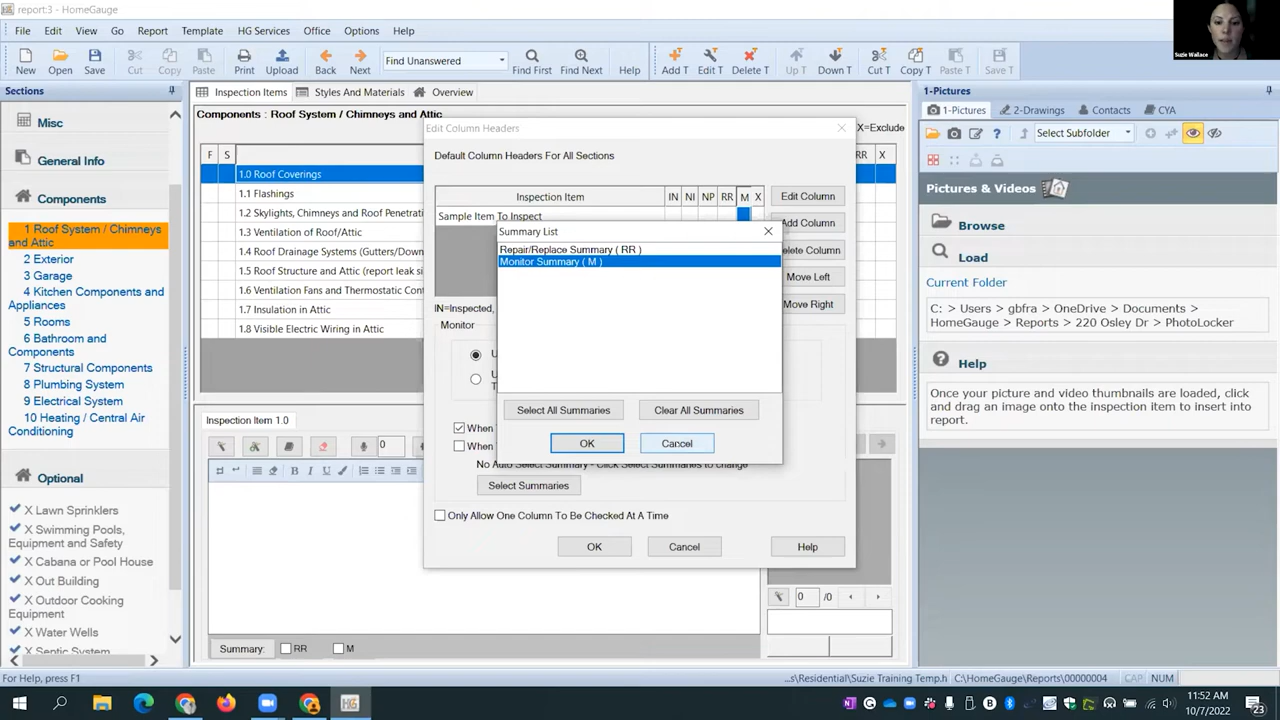 report:3 - HomeGauge
File Edit View Go Report Template HG Services Office Options Help
New Open Save Cut Copy Paste Print Upload Back Next Find Unanswered Find First Find Next Help Add T Edit T Delete T Up T Down T Cut T Copy T Paste T Save T
Suzie Wallace
Sections
Misc
General Info
Components
1 Roof System / Chimneys
and Attic
2 Exterior
3 Garage
4 Kitchen Components and
Appliances
5 Rooms
6 Bathroom and
Components
7 Structural Components
8 Plumbing System
9 Electrical System
10 Heating / Central Air
Conditioning
Optional
X Lawn Sprinklers
X Swimming Pools,
Equipment and Safety
X Cabana or Pool House
X Out Building
X Outdoor Cooking
Equipment
X Water Wells
X Septic System
Inspection Items Styles And Materials Overview
Components : Roof System / Chimneys and Attic
X=Exclude
F S RR X
1.0 Roof Coverings
1.1 Flashings
1.2 Skylights, Chimneys and Roof Penetrati
1.3 Ventilation of Roof/Attic
1.4 Roof Drainage Systems (Gutters/Down
1.5 Roof Structure and Attic (report leak si
1.6 Ventilation Fans and Thermostatic Cont
1.7 Insulation in Attic
1.8 Visible Electric Wiring in Attic
Inspection Item 1.0
0
B I U
Summary: RR M
0 /0
Edit Column Headers
Default Column Headers For All Sections
Inspection Item IN NI NP RR M X
Sample Item To Inspect
Edit Column
Add Column
elete Column
Move Left
Move Right
IN=Inspected,
Monitor
U
U
T
When
When
No Auto Select Summary - Click Select Summaries to change
Select Summaries
Only Allow One Column To Be Checked At A Time
OK Cancel Help
Summary List
Repair/Replace Summary ( RR )
Monitor Summary ( M )
Select All Summaries Clear All Summaries
OK Cancel
1-Pictures
1-Pictures 2-Drawings Contacts CYA
Select Subfolder
Pictures & Videos
Browse
Load
Current Folder
C: > Users > gbfra > OneDrive > Documents >
HomeGauge > Reports > 220 Osley Dr > PhotoLocker
Help
Once your picture and video thumbnails are loaded, click
and drag an image onto the inspection item to insert into
report.
For Help, press F1 ...s\Residential\Suzie Training Temp.h C:\HomeGauge\Reports\00000004 CAP NUM
11:52 AM
10/7/2022
23